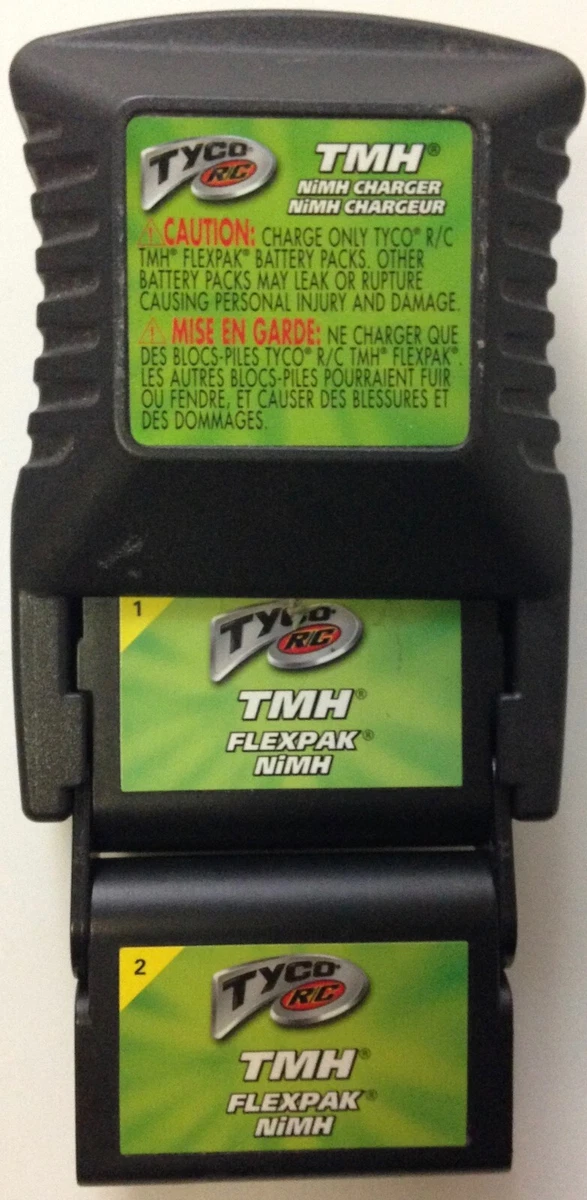 TYCO R/C
TMH®
NiMH CHARGER
NiMH CHARGEUR
⚠CAUTION: CHARGE ONLY TYCO® R/C
TMH® FLEXPAK® BATTERY PACKS. OTHER
BATTERY PACKS MAY LEAK OR RUPTURE
CAUSING PERSONAL INJURY AND DAMAGE.
⚠ MISE EN GARDE: NE CHARGER QUE
DES BLOCS-PILES TYCO® R/C TMH® FLEXPAK®.
LES AUTRES BLOCS-PILES POURRAIENT FUIR
OU FENDRE, ET CAUSER DES BLESSURES ET
DES DOMMAGES.
1
TYCO R/C
TMH®
FLEXPAK®
NiMH
2
TYCO R/C
TMH®
FLEXPAK®
NiMH